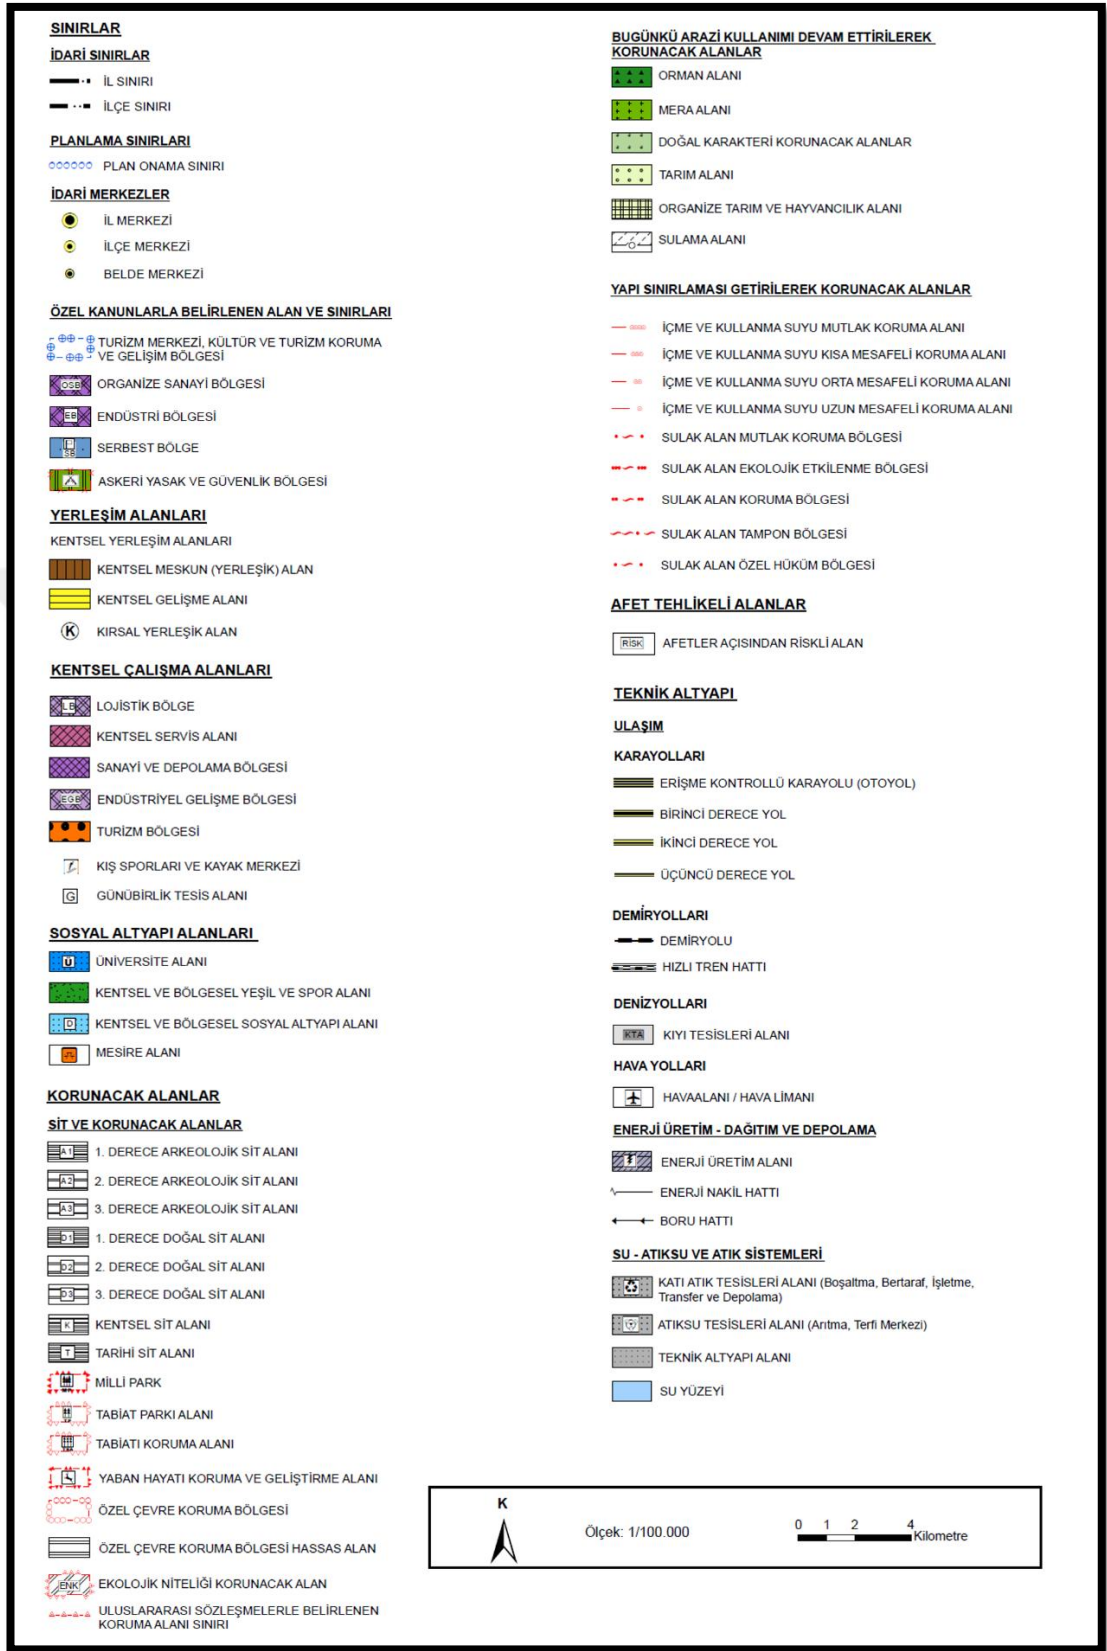 SINIRLAR
İDARİ SINIRLAR
İL SINIRI
İLÇE SINIRI
PLANLAMA SINIRLARI
PLAN ONAMA SINIRI
İDARİ MERKEZLER
İL MERKEZİ
İLÇE MERKEZİ
BELDE MERKEZİ
ÖZEL KANUNLARLA BELİRLENEN ALAN VE SINIRLARI
TURİZM MERKEZİ, KÜLTÜR VE TURİZM KORUMA
VE GELİŞİM BÖLGESİ
OSB ORGANİZE SANAYİ BÖLGESİ
EB ENDÜSTRİ BÖLGESİ
SB SERBEST BÖLGE
ASKERİ YASAK VE GÜVENLİK BÖLGESİ
YERLEŞİM ALANLARI
KENTSEL YERLEŞİM ALANLARI
KENTSEL MESKUN (YERLEŞİK) ALAN
KENTSEL GELİŞME ALANI
K KIRSAL YERLEŞİK ALAN
KENTSEL ÇALIŞMA ALANLARI
LB LOJİSTİK BÖLGE
KENTSEL SERVİS ALANI
SANAYİ VE DEPOLAMA BÖLGESİ
EGB ENDÜSTRİYEL GELİŞME BÖLGESİ
TURİZM BÖLGESİ
KIŞ SPORLARI VE KAYAK MERKEZİ
G GÜNÜBİRLİK TESİS ALANI
SOSYAL ALTYAPI ALANLARI
Ü ÜNİVERSİTE ALANI
KENTSEL VE BÖLGESEL YEŞİL VE SPOR ALANI
D KENTSEL VE BÖLGESEL SOSYAL ALTYAPI ALANI
MESİRE ALANI
KORUNACAK ALANLAR
SİT VE KORUNACAK ALANLAR
A1 1. DERECE ARKEOLOJİK SİT ALANI
A2 2. DERECE ARKEOLOJİK SİT ALANI
A3 3. DERECE ARKEOLOJİK SİT ALANI
D1 1. DERECE DOĞAL SİT ALANI
D2 2. DERECE DOĞAL SİT ALANI
D3 3. DERECE DOĞAL SİT ALANI
K KENTSEL SİT ALANI
T TARİHİ SİT ALANI
MİLLİ PARK
TABİAT PARKI ALANI
TABİATI KORUMA ALANI
YABAN HAYATI KORUMA VE GELİŞTİRME ALANI
ÖZEL ÇEVRE KORUMA BÖLGESİ
ÖZEL ÇEVRE KORUMA BÖLGESİ HASSAS ALAN
ENK EKOLOJİK NİTELİĞİ KORUNACAK ALAN
ULUSLARARASI SÖZLEŞMELERLE BELİRLENEN
KORUMA ALANI SINIRI
BUGÜNKÜ ARAZİ KULLANIMI DEVAM ETTİRİLEREK
KORUNACAK ALANLAR
ORMAN ALANI
MERA ALANI
DOĞAL KARAKTERİ KORUNACAK ALANLAR
TARIM ALANI
ORGANİZE TARIM VE HAYVANCILIK ALANI
SULAMA ALANI
YAPI SINIRLAMASI GETİRİLEREK KORUNACAK ALANLAR
İÇME VE KULLANMA SUYU MUTLAK KORUMA ALANI
İÇME VE KULLANMA SUYU KISA MESAFELİ KORUMA ALANI
İÇME VE KULLANMA SUYU ORTA MESAFELİ KORUMA ALANI
İÇME VE KULLANMA SUYU UZUN MESAFELİ KORUMA ALANI
SULAK ALAN MUTLAK KORUMA BÖLGESİ
SULAK ALAN EKOLOJİK ETKİLENME BÖLGESİ
SULAK ALAN KORUMA BÖLGESİ
SULAK ALAN TAMPON BÖLGESİ
SULAK ALAN ÖZEL HÜKÜM BÖLGESİ
AFET TEHLİKELİ ALANLAR
RİSK AFETLER AÇISINDAN RİSKLİ ALAN
TEKNİK ALTYAPI
ULAŞIM
KARAYOLLARI
ERİŞME KONTROLLÜ KARAYOLU (OTOYOL)
BİRİNCİ DERECE YOL
İKİNCİ DERECE YOL
ÜÇÜNCÜ DERECE YOL
DEMİRYOLLARI
DEMİRYOLU
HIZLI TREN HATTI
DENİZYOLLARI
KTA KIYI TESİSLERİ ALANI
HAVA YOLLARI
HAVAALANI / HAVA LİMANI
ENERJİ ÜRETİM - DAĞITIM VE DEPOLAMA
ENERJİ ÜRETİM ALANI
ENERJİ NAKİL HATTI
BORU HATTI
SU - ATIKSU VE ATIK SİSTEMLERİ
KATI ATIK TESİSLERİ ALANI (Boşaltma, Bertaraf, İşletme,
Transfer ve Depolama)
ATIKSU TESİSLERİ ALANI (Arıtma, Terfi Merkezi)
TEKNİK ALTYAPI ALANI
SU YÜZEYİ
K
Ölçek: 1/100.000
0 1 2 4
Kilometre